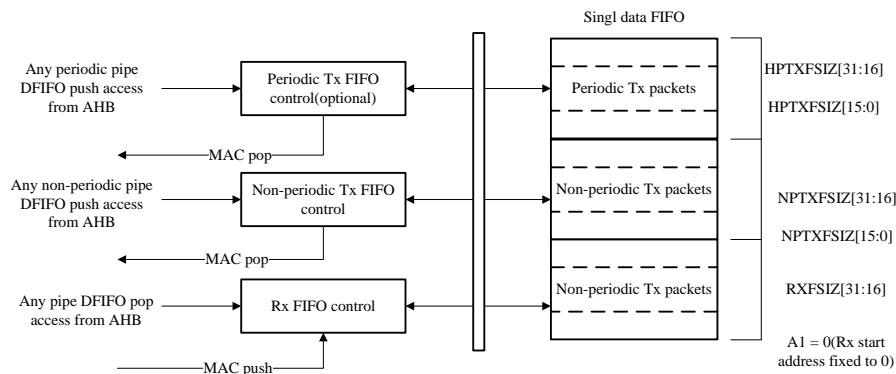 Singl data FIFO
Any periodic pipe
DFIFO push access
from AHB
Periodic Tx FIFO
control(optional)
Periodic Tx packets
HPTXFSIZ[31:16]
HPTXFSIZ[15:0]
MAC pop
Any non-periodic pipe
DFIFO push access
from AHB
Non-periodic Tx FIFO
control
Non-periodic Tx packets
NPTXFSIZ[31:16]
NPTXFSIZ[15:0]
MAC pop
Any pipe DFIFO pop
access from AHB
Rx FIFO control
Non-periodic Tx packets
RXFSIZ[31:16]
A1 = 0(Rx start
address fixed to 0)
MAC push